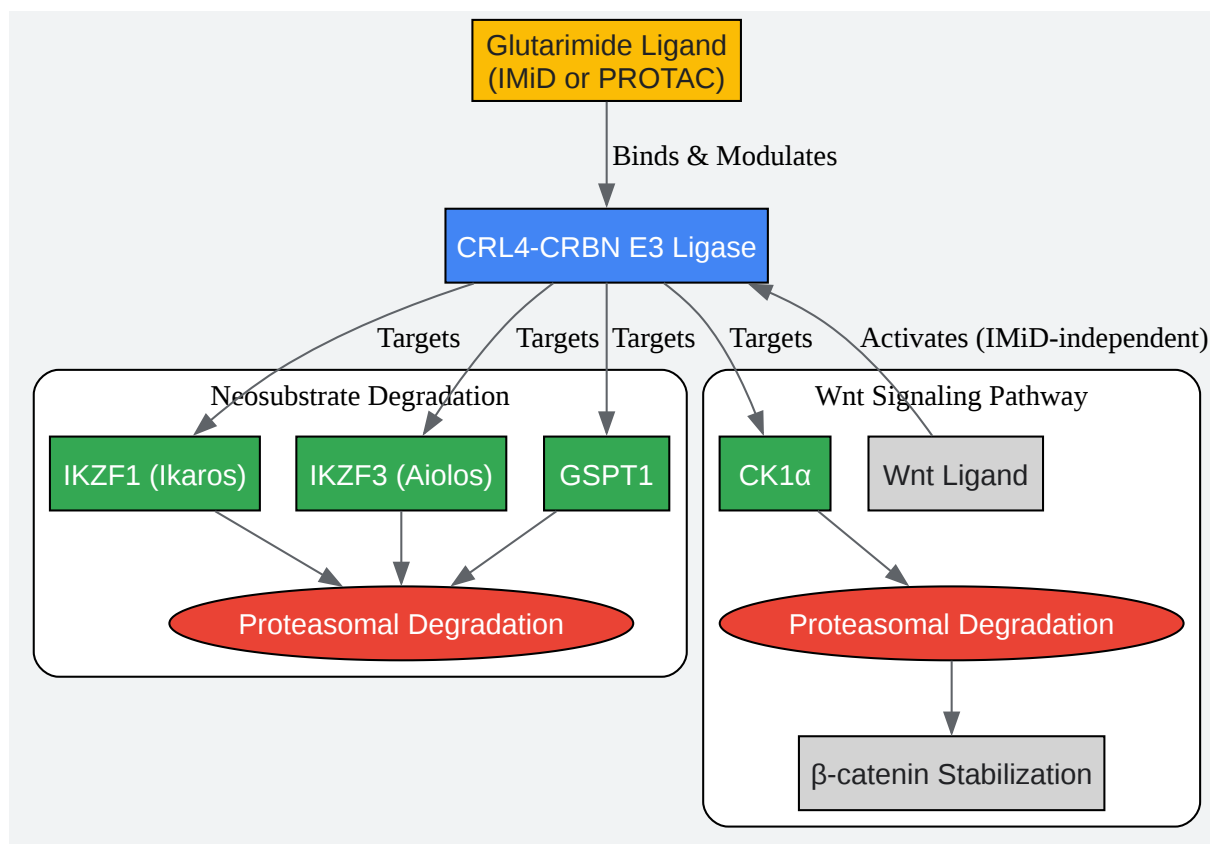 Glutarimide Ligand
(IMiD or PROTAC)
Binds & Modulates
CRL4-CRBN E3 Ligase
Targets
Targets
Targets
Targets
Activates (IMiD-independent)
Neosubstrate Degradation
Wnt Signaling Pathway
IKZF1 (Ikaros)
IKZF3 (Aiolos)
GSPT1
CK1α
Wnt Ligand
Proteasomal Degradation
Proteasomal Degradation
β-catenin Stabilization